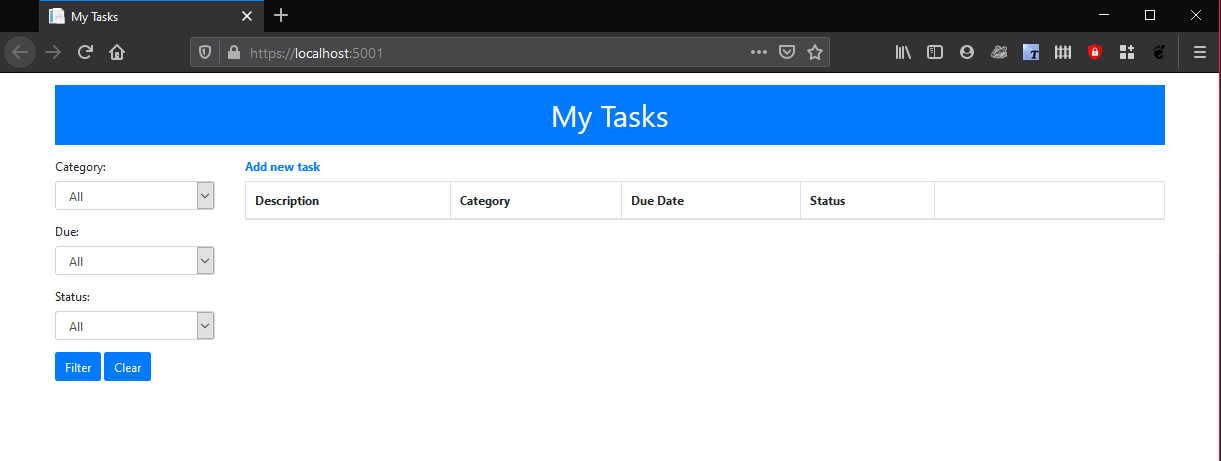 My Tasks
https://localhost:5001
My Tasks
Category:
All
Due:
All
Status:
All
Filter Clear
Add new task
Description Category Due Date Status